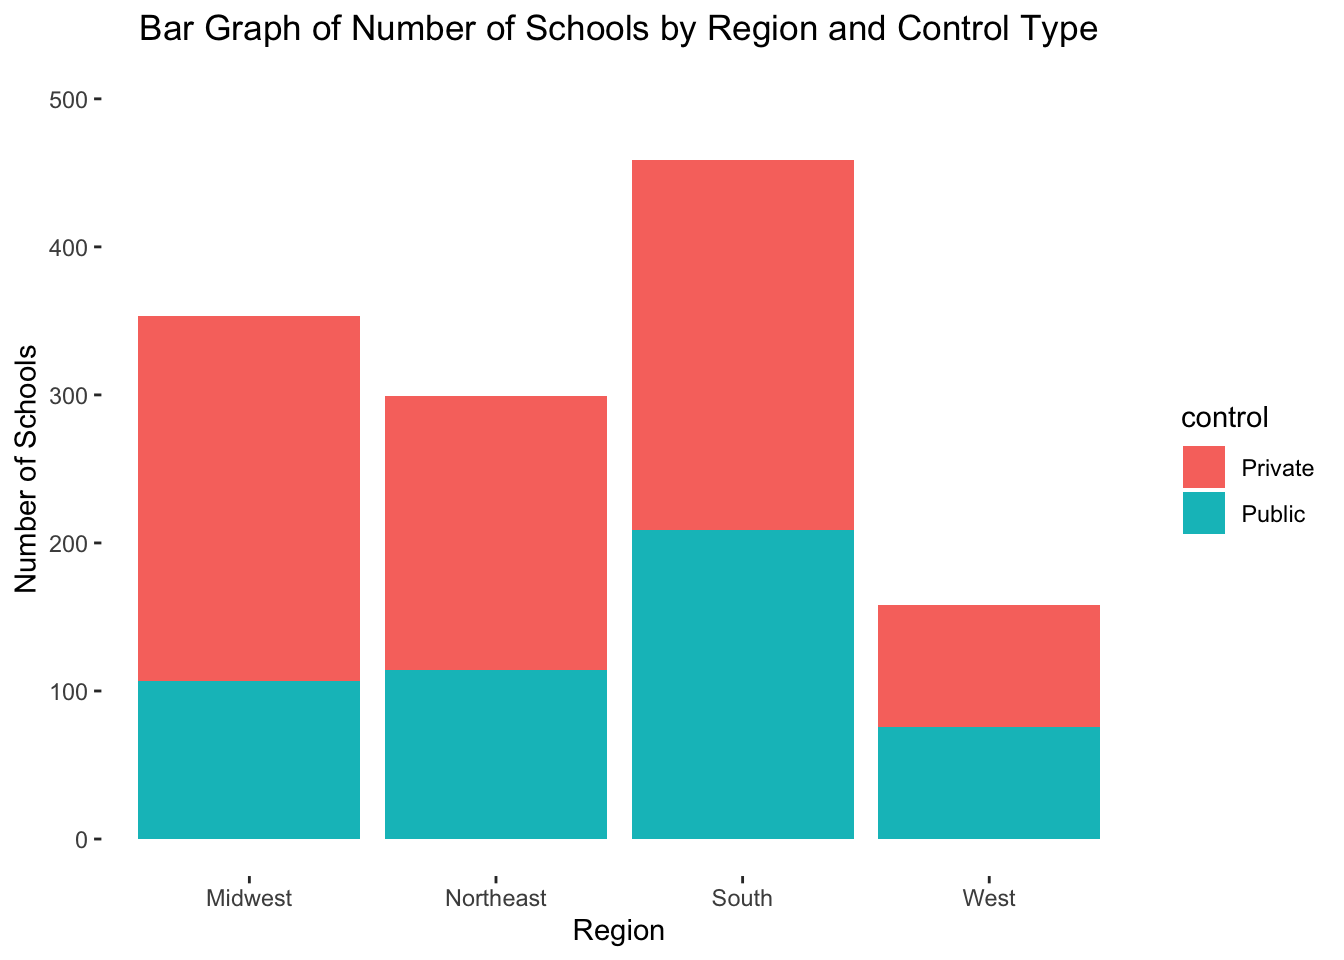 Bar Graph of Number of Schools by Region and Control Type
500
400
300
200
100
0
Number of Schools
Midwest
Northeast
South
West
Region
control
Private
Public